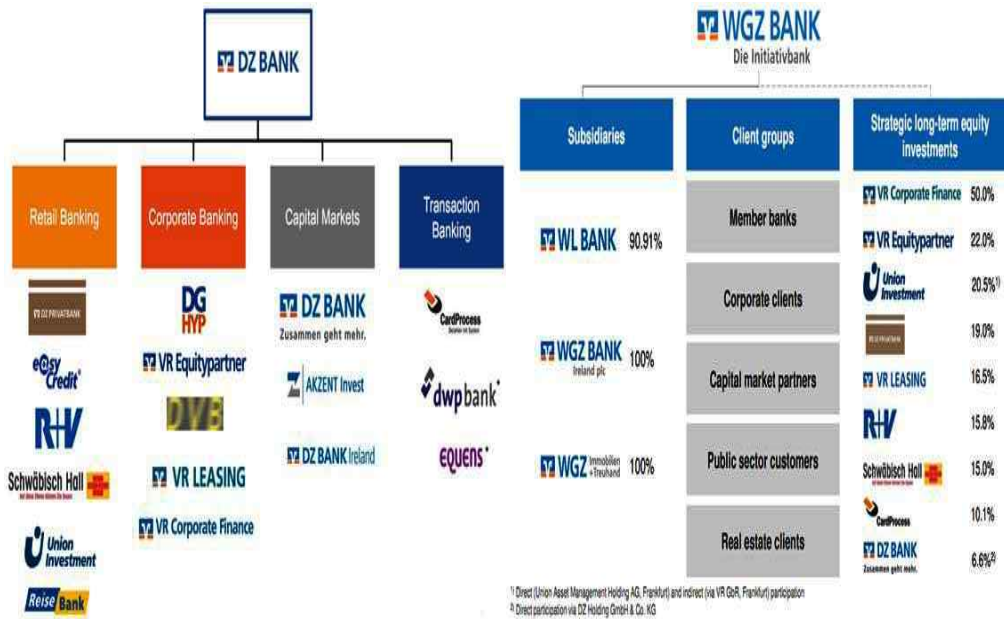 DZ BANK
Retail Banking
Corporate Banking
Capital Markets
Transaction
Banking
DZ PRIVATBANK
easy
Credit
R+V
Schwäbisch Hall
Union
Investment
Reise Bank
DG
HYP
VR Equitypartner
DVB
VR LEASING
VR Corporate Finance
DZ BANK
Zusammen geht mehr.
AKZENT Invest
DZ BANK Ireland
CardProcess
dwpbank*
EQUENS*
WGZ BANK
Die Initiativbank
Subsidiaries
WL BANK 90.91%
WGZ BANK 100%
Ireland plc
WGZ Immobilien 100%
+Treuhand
Client groups
Member banks
Corporate clients
Capital market partners
Public sector customers
Real estate clients
Strategic long-term equity
investments
VR Corporate Finance 50.0%
VR Equitypartner 22.0%
Union
Investment 20.5%1)
DZ PRIVATBANK 19.0%
VR LEASING 16.5%
R+V 15.8%
Schwäbisch Hall 15.0%
CardProcess 10.1%
DZ BANK 6.6%2)
Zusammen geht mehr.
1) Direct (Union Asset Management Holding AG, Frankfurt) and indirect (via VR GbR, Frankfurt) participation
2) Direct participation via DZ Holding GmbH & Co. KG